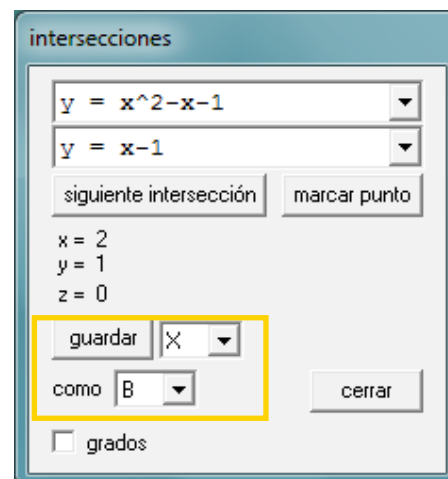 intersecciones
y = x^2-x-1
y = x-1
siguiente intersección marcar punto
x = 2
y = 1
z = 0
guardar X
como B cerrar
grados